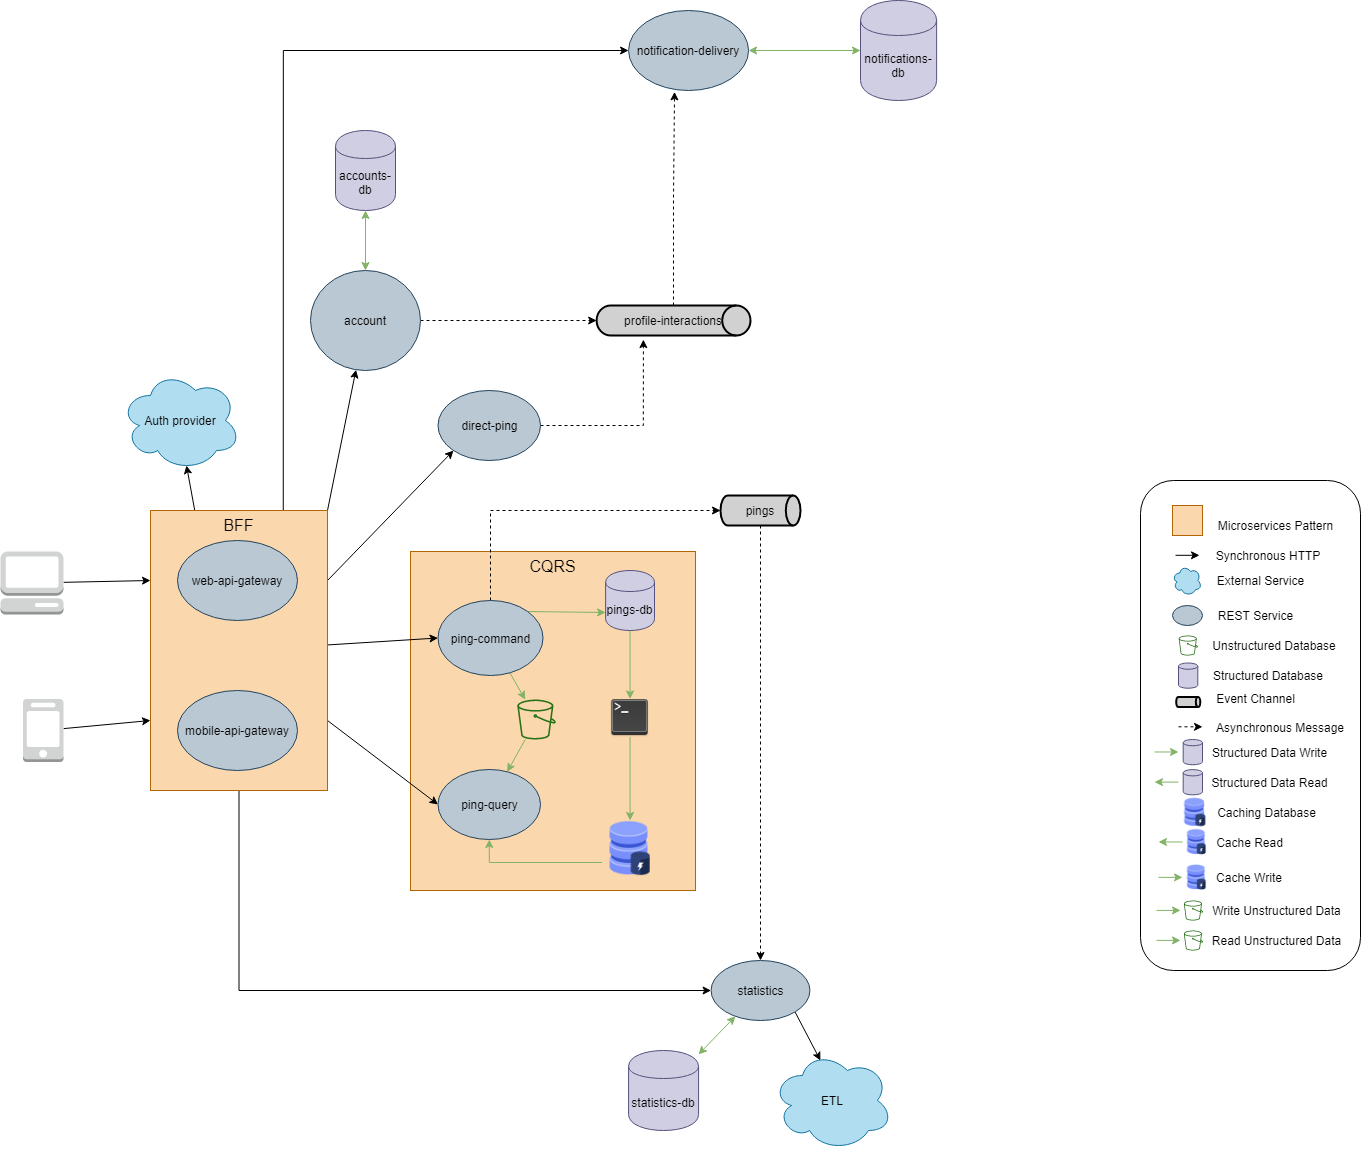 notification-delivery
notifications-
db
accounts-
db
account
profile-interactions
Auth provider
direct-ping
BFF
web-api-gateway
mobile-api-gateway
pings
CQRS
ping-command
pings-db
>_
ping-query
statistics
statistics-db
ETL
Microservices Pattern
Synchronous HTTP
External Service
REST Service
Unstructured Database
Structured Database
Event Channel
Asynchronous Message
Structured Data Write
Structured Data Read
Caching Database
Cache Read
Cache Write
Write Unstructured Data
Read Unstructured Data